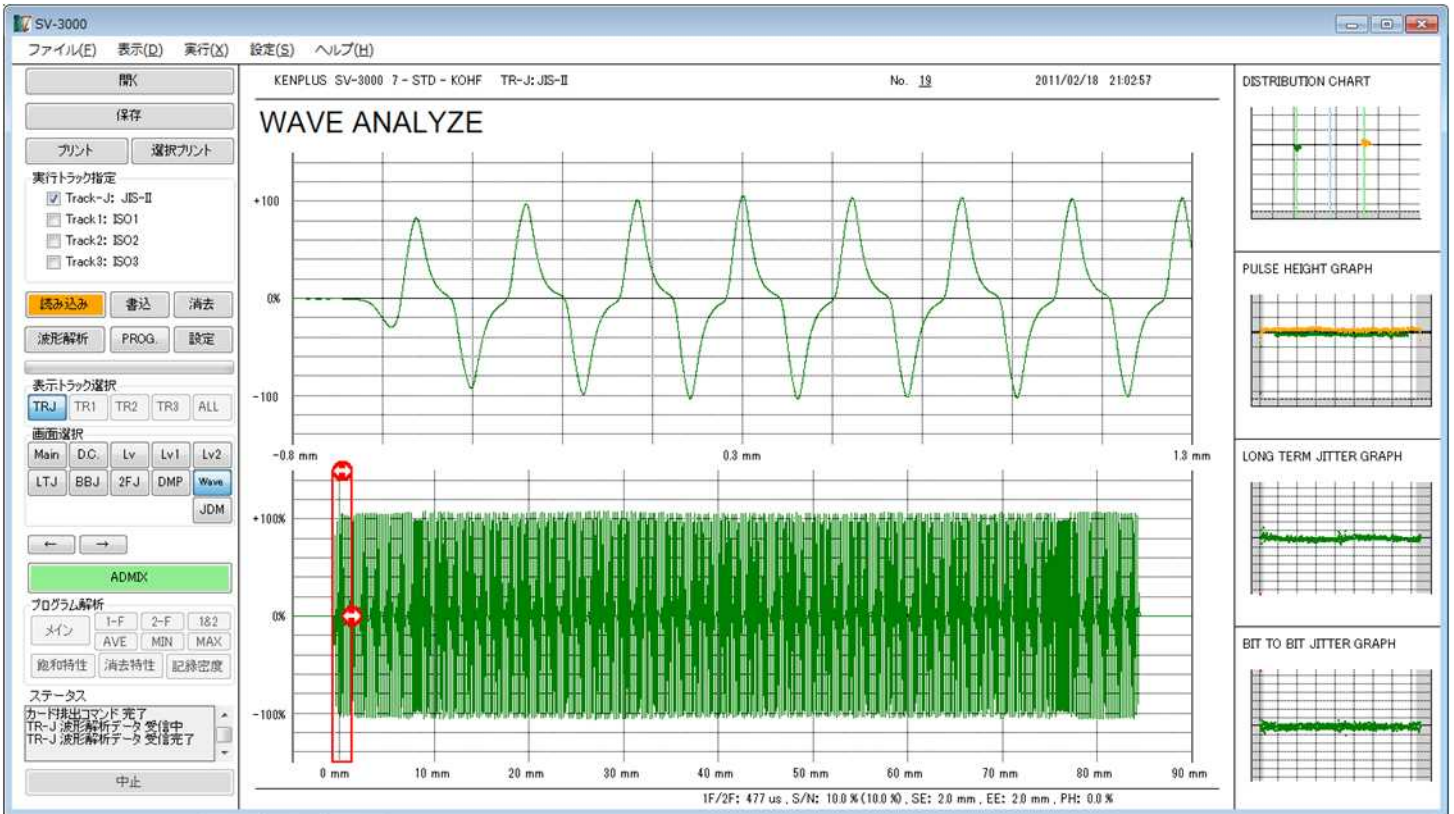 SV-3000
ファイル(F) 表示(D) 実行(X) 設定(S) ヘルプ(H)
開く
保存
プリント 選択プリント
実行トラック指定
Track-J: JIS-II
Track1: ISO1
Track2: ISO2
Track3: ISO3
読み込み 書込 消去
波形解析 PROG. 設定
表示トラック選択
TRJ TR1 TR2 TR3 ALL
画面選択
Main D.C. Lv Lv1 Lv2
LTJ BBJ 2FJ DMP Wave
JDM
← →
ADMIX
プログラム解析
メイン 1-F 2-F 1&2
AVE MIN MAX
飽和特性 消去特性 記録密度
ステータス
カード排出コマンド 完了
TR-J 波形解析データ 受信中
TR-J 波形解析データ 受信完了
中止
KENPLUS SV-3000 7 - STD - KOHF TR-J: JIS-II No. 19 2011/02/18 21:02:57
WAVE ANALYZE
+100
0%
-100
-0.8 mm 0.3 mm 1.3 mm
+100%
0%
-100%
0 mm 10 mm 20 mm 30 mm 40 mm 50 mm 60 mm 70 mm 80 mm 90 mm
1F/2F: 477 us , S/N: 10.0 % (10.0 %) , SE: 2.0 mm , EE: 2.0 mm , PH: 0.0 %
DISTRIBUTION CHART
PULSE HEIGHT GRAPH
LONG TERM JITTER GRAPH
BIT TO BIT JITTER GRAPH